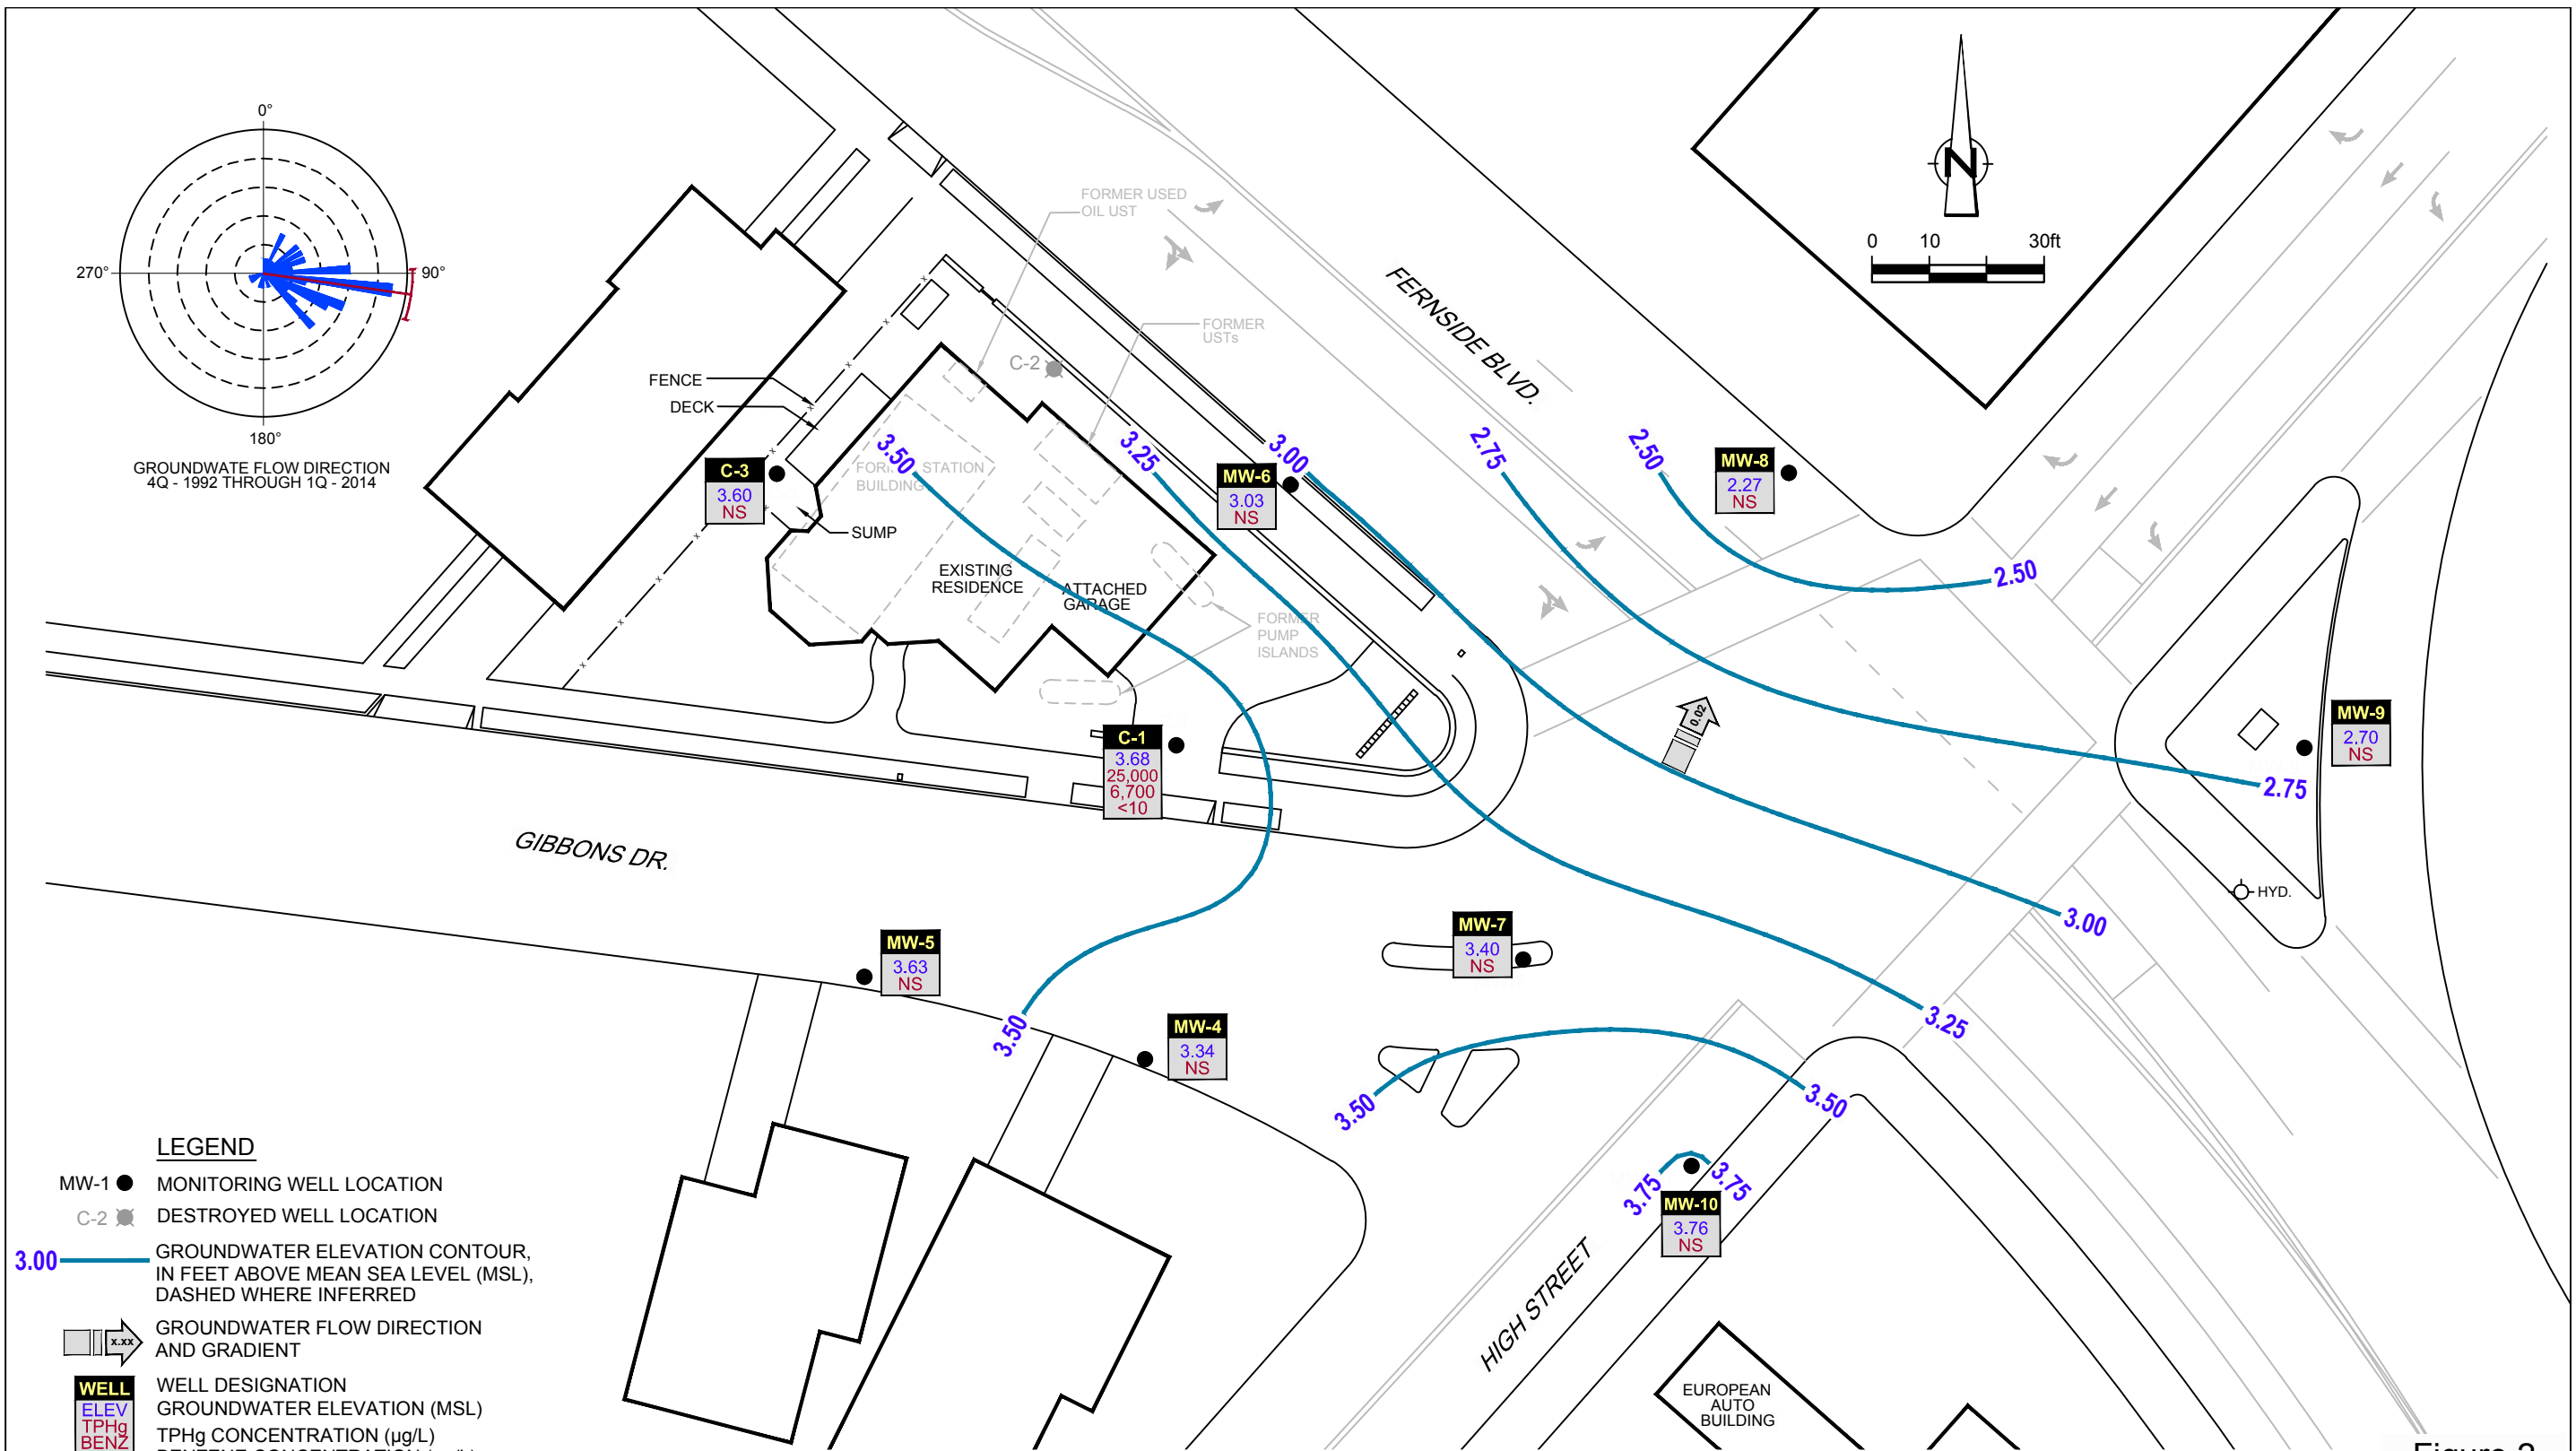 0°
270°
90°
180°
GROUNDWATE FLOW DIRECTION
4Q - 1992 THROUGH 1Q - 2014
FORMER USED
OIL UST
FORMER
USTs
C-2
FENCE
DECK
SUMP
EXISTING
RESIDENCE
ATTACHED
GARAGE
STATION
BUILDING
FORMER
PUMP
ISLANDS
FERNSIDE BLVD.
N
0 10 30ft
C-3
3.60
NS
MW-6
3.03
NS
MW-8
2.27
NS
3.50
3.25
3.00
2.75
2.50
2.50
C-1
3.68
25,000
6,700
<10
0.02
MW-9
2.70
NS
2.75
HYD.
3.00
GIBBONS DR.
MW-5
3.63
NS
MW-7
3.40
NS
3.50
MW-4
3.34
NS
3.25
3.50
3.50
3.75
3.75
MW-10
3.76
NS
HIGH STREET
EUROPEAN
AUTO
BUILDING
LEGEND
MW-1 MONITORING WELL LOCATION
C-2 DESTROYED WELL LOCATION
3.00 GROUNDWATER ELEVATION CONTOUR,
IN FEET ABOVE MEAN SEA LEVEL (MSL),
DASHED WHERE INFERRED
x.xx GROUNDWATER FLOW DIRECTION
AND GRADIENT
WELL WELL DESIGNATION
ELEV GROUNDWATER ELEVATION (MSL)
TPHg TPHg CONCENTRATION (µg/L)
BENZ